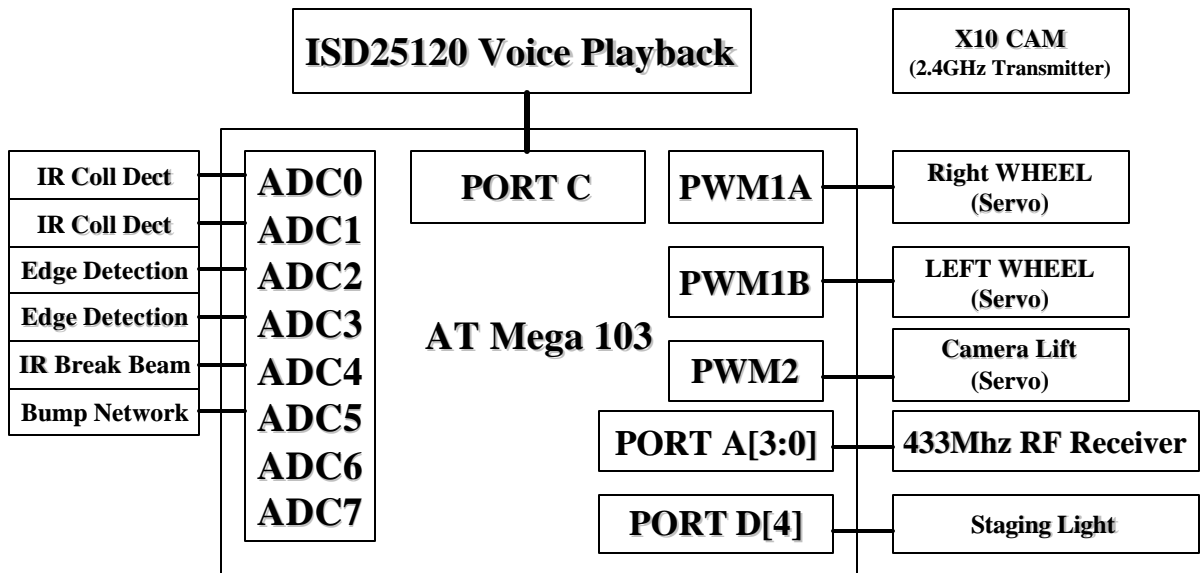 ISD25120 Voice Playback
X10 CAM
(2.4GHz Transmitter)
IR Coll Dect
IR Coll Dect
Edge Detection
Edge Detection
IR Break Beam
Bump Network
ADC0
ADC1
ADC2
ADC3
ADC4
ADC5
ADC6
ADC7
PORT C
AT Mega 103
PWM1A
PWM1B
PWM2
PORT A[3:0]
PORT D[4]
Right WHEEL
(Servo)
LEFT WHEEL
(Servo)
Camera Lift
(Servo)
433Mhz RF Receiver
Staging Light